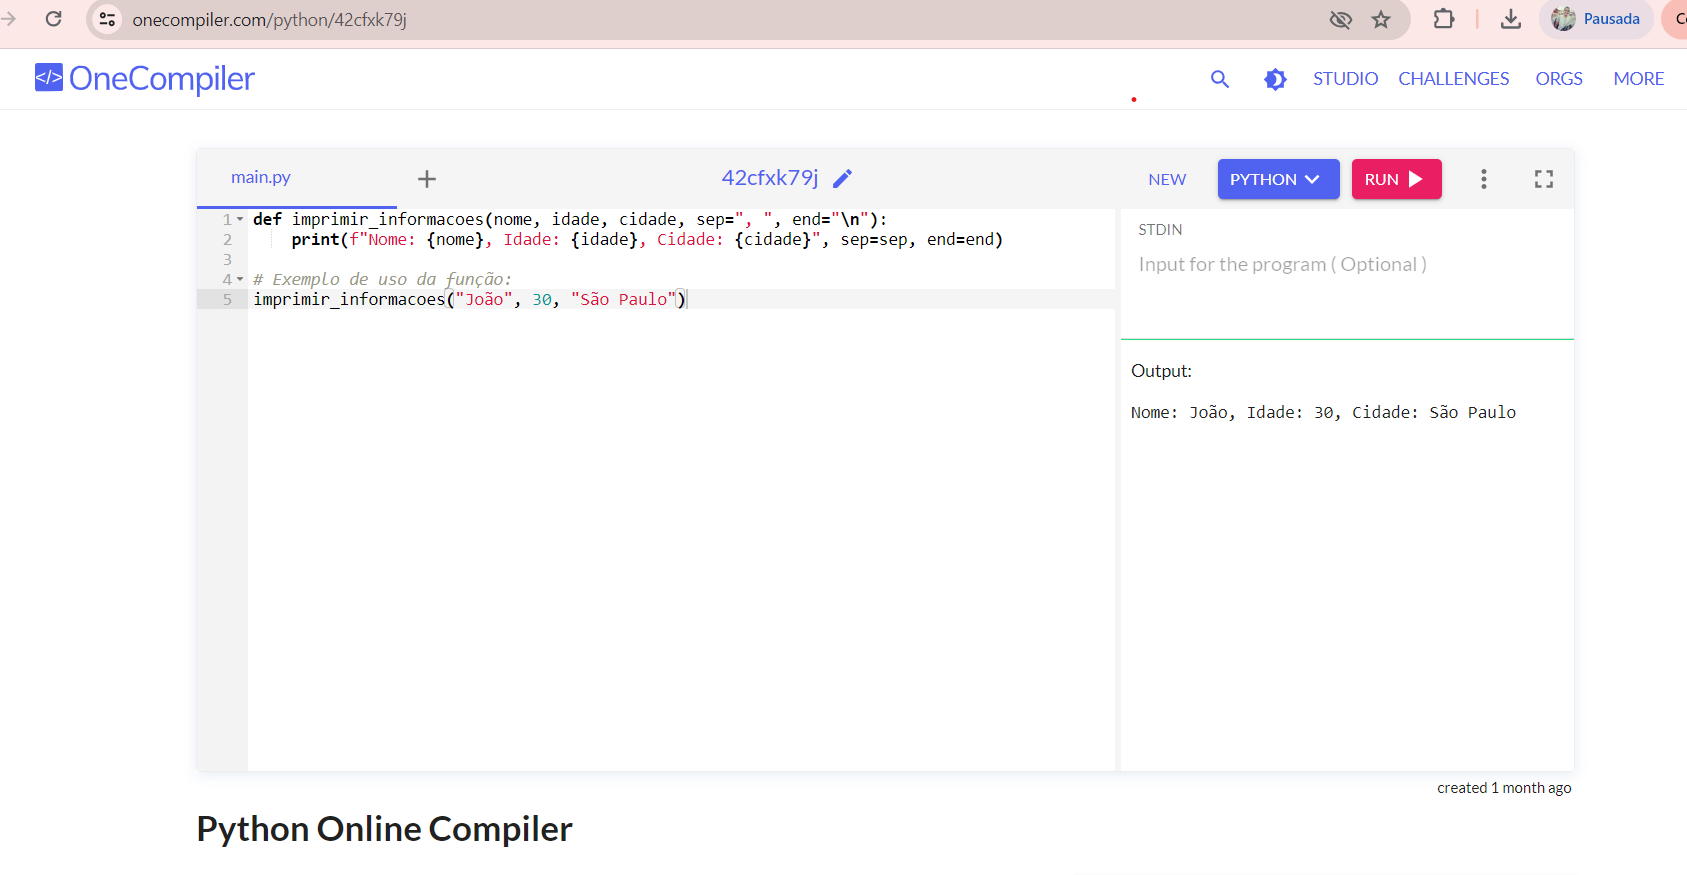 onecompiler.com/python/42cfxk79j
Pausada
</> OneCompiler
STUDIO CHALLENGES ORGS MORE
main.py
42cfxk79j
NEW
PYTHON
RUN
1 def imprimir_informacoes(nome, idade, cidade, sep=", ", end="\n"):
2     print(f"Nome: {nome}, Idade: {idade}, Cidade: {cidade}", sep=sep, end=end)
3
4 # Exemplo de uso da função:
5 imprimir_informacoes("João", 30, "São Paulo")
STDIN
Input for the program ( Optional )
Output:
Nome: João, Idade: 30, Cidade: São Paulo
created 1 month ago
Python Online Compiler